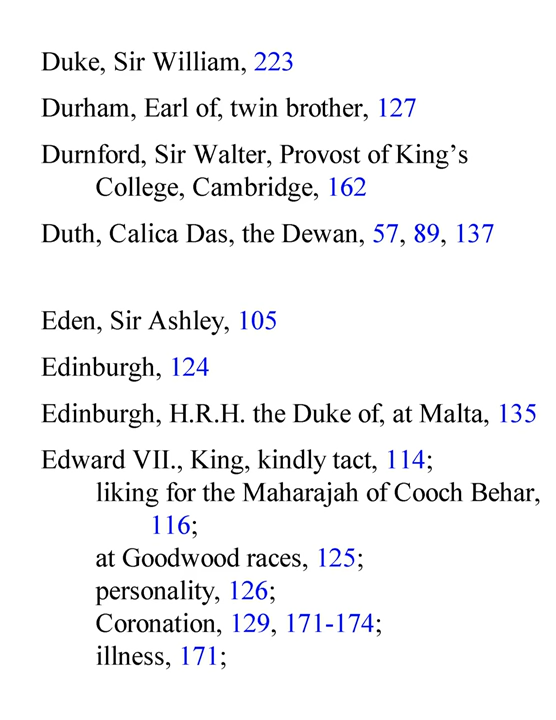 Duke, Sir William, 223
Durham, Earl of, twin brother, 127
Durnford, Sir Walter, Provost of King’s
College, Cambridge, 162
Duth, Calica Das, the Dewan, 57, 89, 137
Eden, Sir Ashley, 105
Edinburgh, 124
Edinburgh, H.R.H. the Duke of, at Malta, 135
Edward VII., King, kindly tact, 114;
liking for the Maharajah of Cooch Behar,
116;
at Goodwood races, 125;
personality, 126;
Coronation, 129, 171-174;
illness, 171;